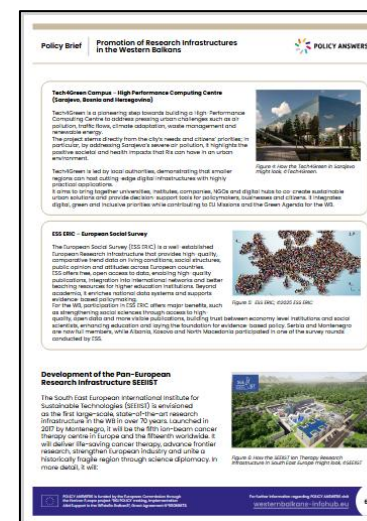 Policy Brief
Promotion of Research Infrastructures
in the Western Balkans
POLICY ANSWERS
Tech4Green Campus - High Performance Computing Centre
(Sarajevo, Bosnia and Herzegovina)
Tech4Green is a pioneering step towards building a High-Performance
Computing Centre to address pressing urban challenges such as air
pollution, traffic flows, climate adaptation, waste management and
renewable energy.
The project stems directly from the city's needs and citizens' priorities; in
particular, by addressing Sarajevo's severe air pollution, it highlights the
positive societal and health impacts that RIs can have in an urban
environment.
Tech4Green is led by local authorities, demonstrating that smaller
regions can host cutting-edge digital infrastructures with highly
practical applications.
It aims to bring together universities, institutes, companies, NGOs and digital hubs to co-create sustainable
urban solutions and provide decision-support tools for policymakers, businesses and citizens. It integrates
digital, green and inclusive priorities while contributing to EU Missions and the Green Agenda for the WB.
Figure 4: How the Tech4Green in Sarajevo
might look, ©Tech4Green.
ESS ERIC - European Social Survey
The European Social Survey (ESS ERIC) is a well-established
European Research Infrastructure that provides high-quality,
comparative trend data on living conditions, social structures,
public opinion and attitudes across European countries.
ESS offers free, open access to data, enabling high-quality
publications, integration into international networks and better
teaching resources for higher education institutions. Beyond
academia, it enriches national data systems and supports
evidence-based policymaking.
For the WB, participation in ESS ERIC offers major benefits, such
as strengthening social sciences through access to high-
quality, open data and more visible publications, building trust between economy level institutions and social
scientists, enhancing education and laying the foundation for evidence-based policy. Serbia and Montenegro
are now full members, while Albania, Kosovo and North Macedonia participated in one of the survey rounds
conducted by ESS.
Figure 5: ESS ERIC, ©2025 ESS ERIC
Development of the Pan-European
Research Infrastructure SEEIIST
The South East European International Institute for
Sustainable Technologies (SEEIIST) is envisioned
as the first large-scale, state-of-the-art research
infrastructure in the WB in over 70 years. Launched in
2017 by Montenegro, it will be the fifth ion-beam cancer
therapy centre in Europe and the fifteenth worldwide. It
will deliver life-saving cancer therapy, advance frontier
research, strengthen European industry and unite a
historically fragile region through science diplomacy. In
more detail, it will:
Figure 6: How the SEEIIST Ion Therapy Research
Infrastructure in South East Europe might look, ©SEEIIST
POLICY ANSWERS is funded by the European Commission through
westernbalkans-infohub.eu
6